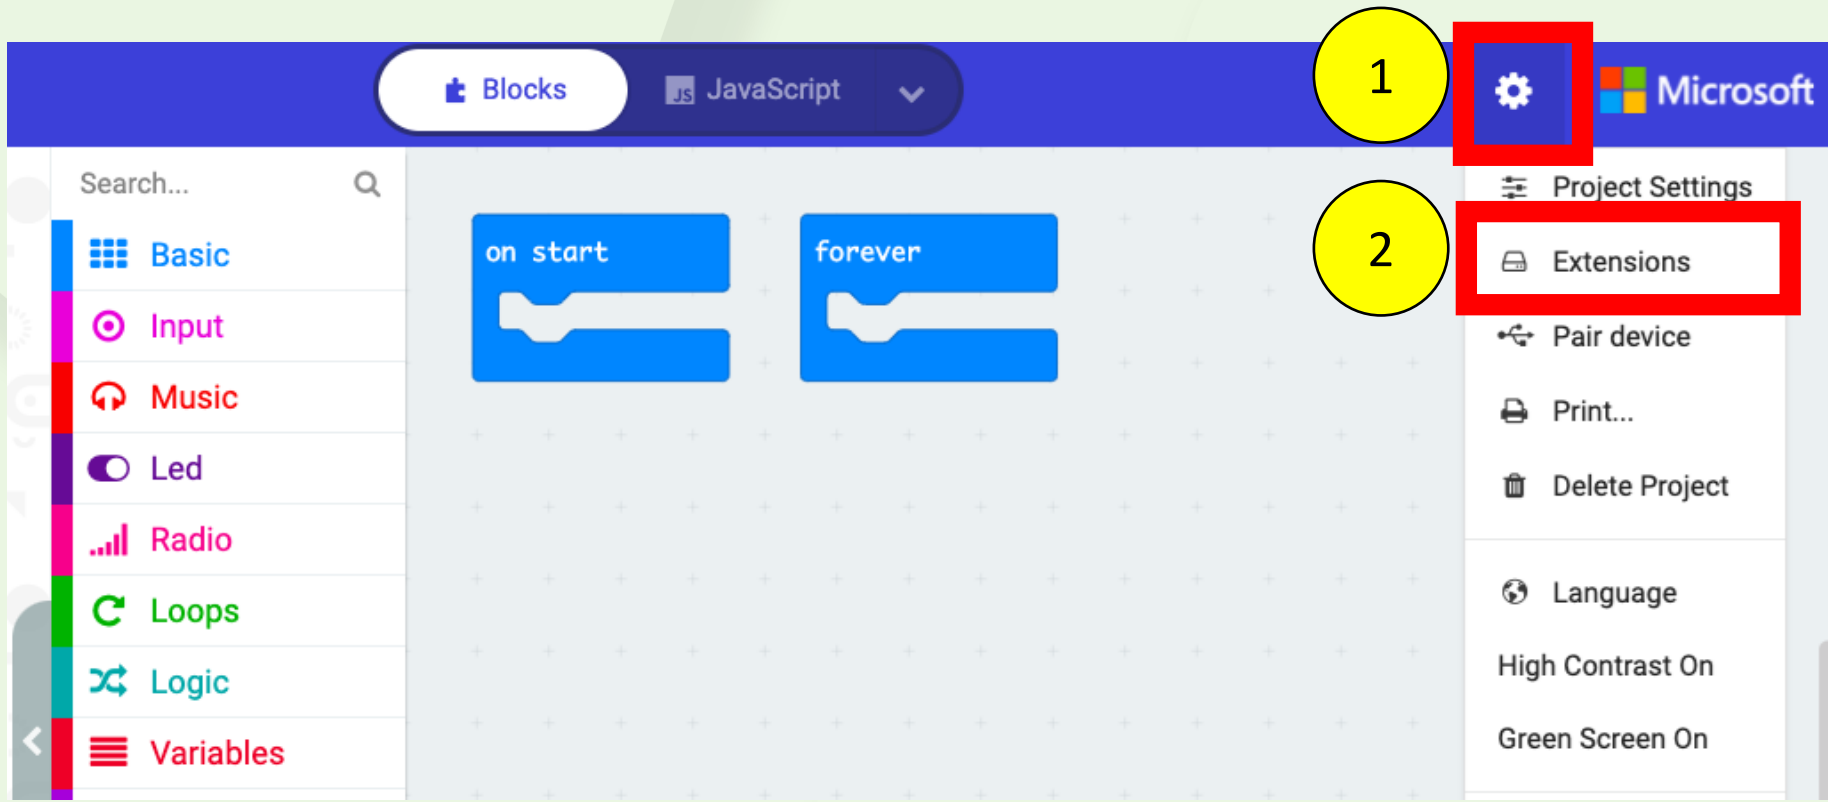 Blocks
JS JavaScript
1
Microsoft
Search...
Basic
Input
Music
Led
Radio
Loops
Logic
Variables
on start
forever
Project Settings
2
Extensions
Pair device
Print...
Delete Project
Language
High Contrast On
Green Screen On